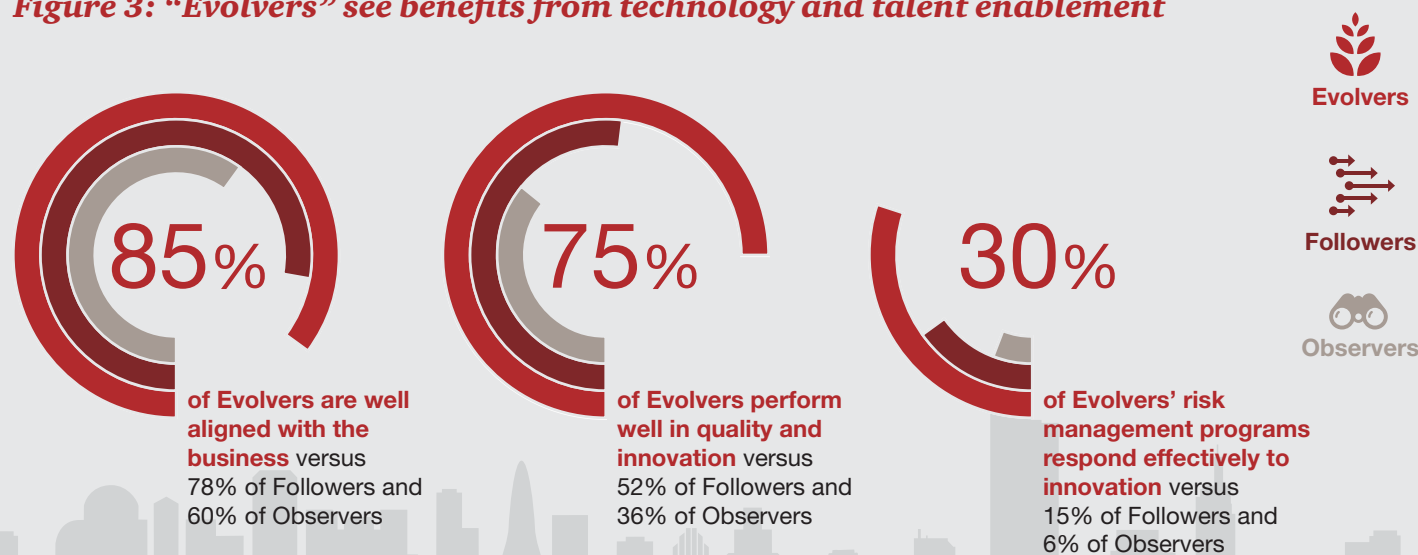 Figure 3: “Evolvers” see benefits from technology and talent enablement
Evolvers
Followers
Observers
85%
of Evolvers are well
aligned with the
business versus
78% of Followers and
60% of Observers
75%
of Evolvers perform
well in quality and
innovation versus
52% of Followers and
36% of Observers
30%
of Evolvers’ risk
management programs
respond effectively to
innovation versus
15% of Followers and
6% of Observers